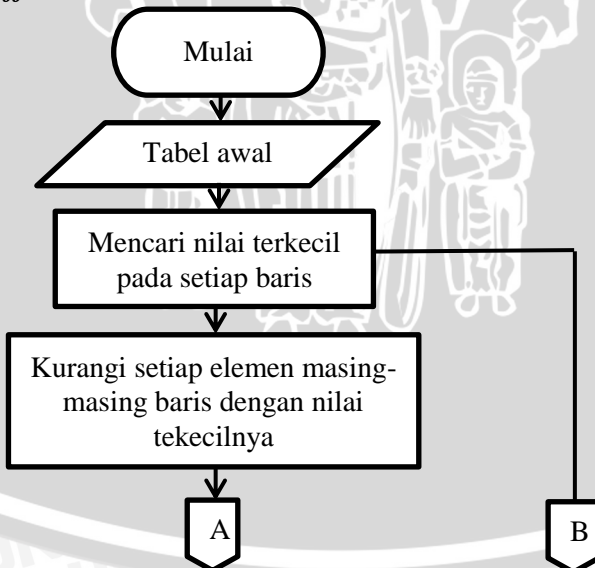 Mulai
Tabel awal
Mencari nilai terkecil
pada setiap baris
Kurangi setiap elemen masing-
masing baris dengan nilai
tekecilnya
A
B